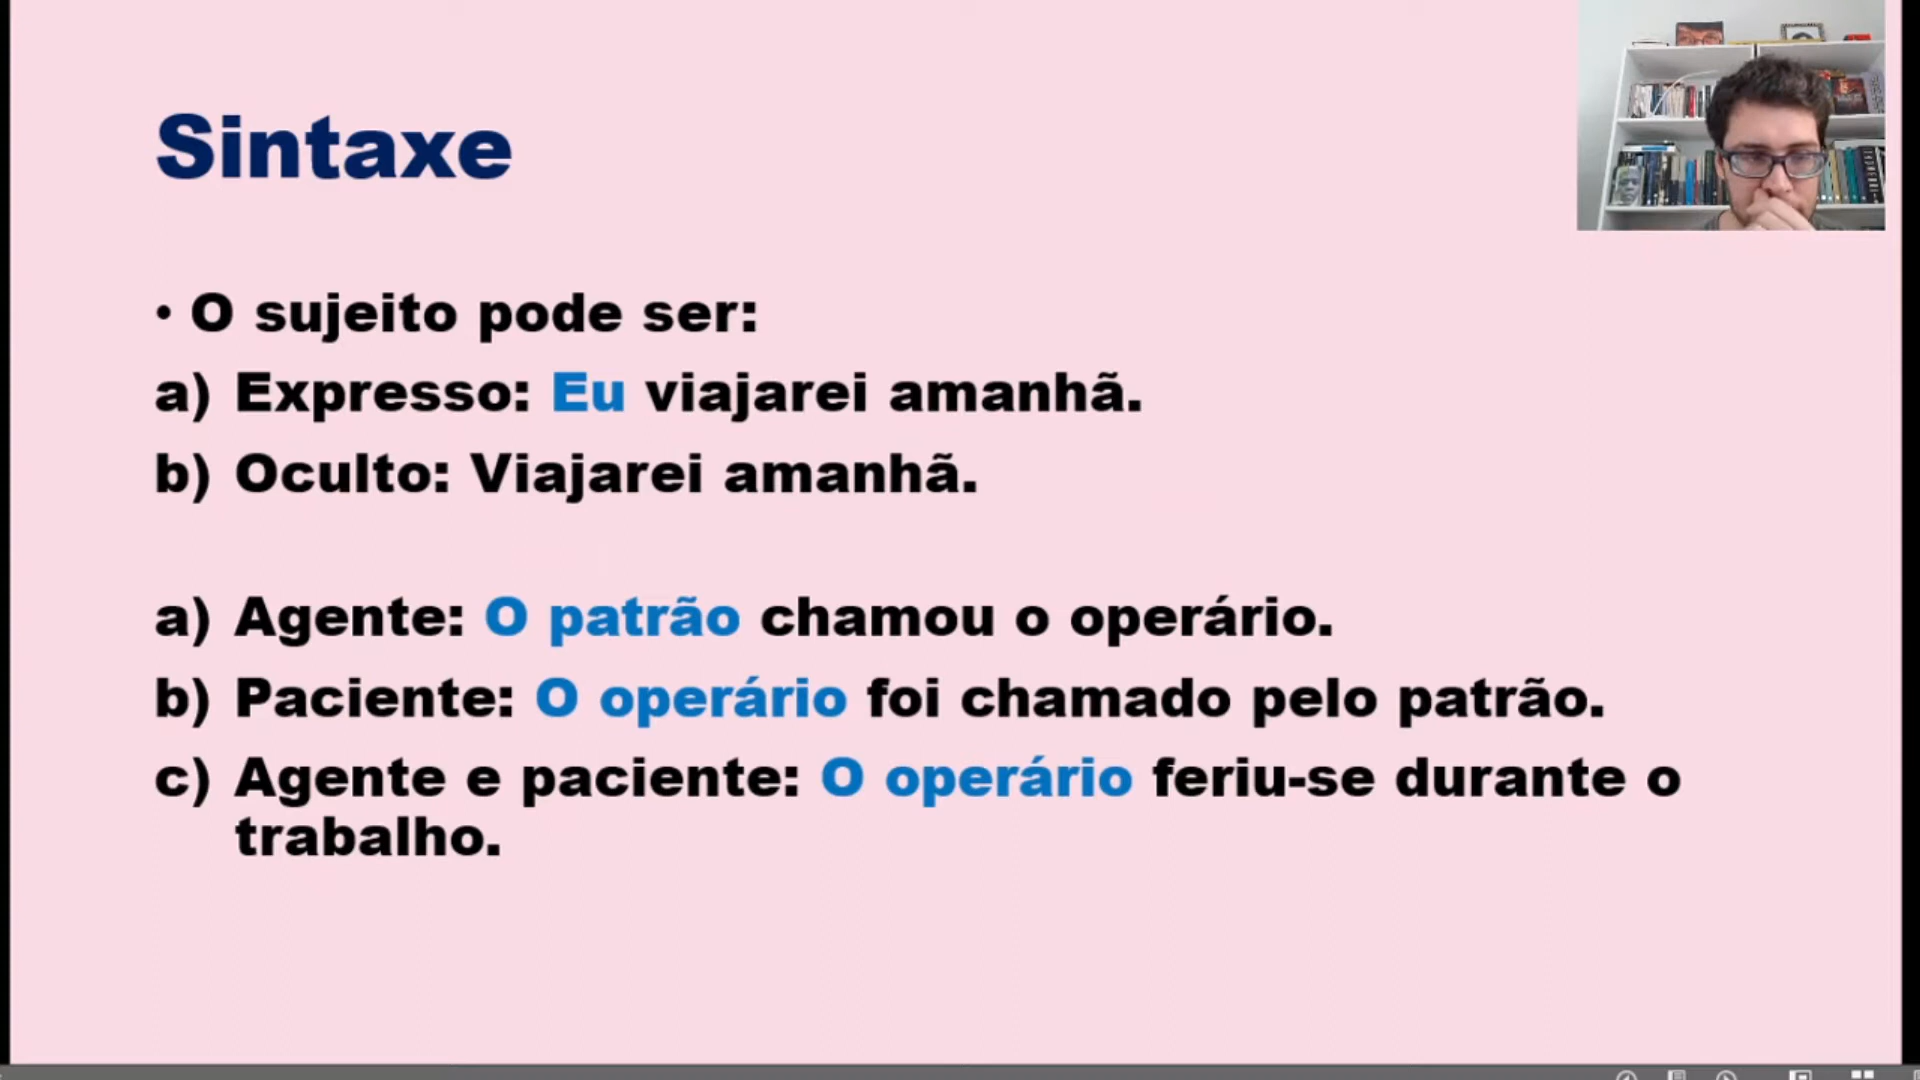 Sintaxe
• O sujeito pode ser:
a) Expresso: Eu viajarei amanhã.
b) Oculto: Viajarei amanhã.
a) Agente: O patrão chamou o operário.
b) Paciente: O operário foi chamado pelo patrão.
c) Agente e paciente: O operário feriu-se durante o
trabalho.